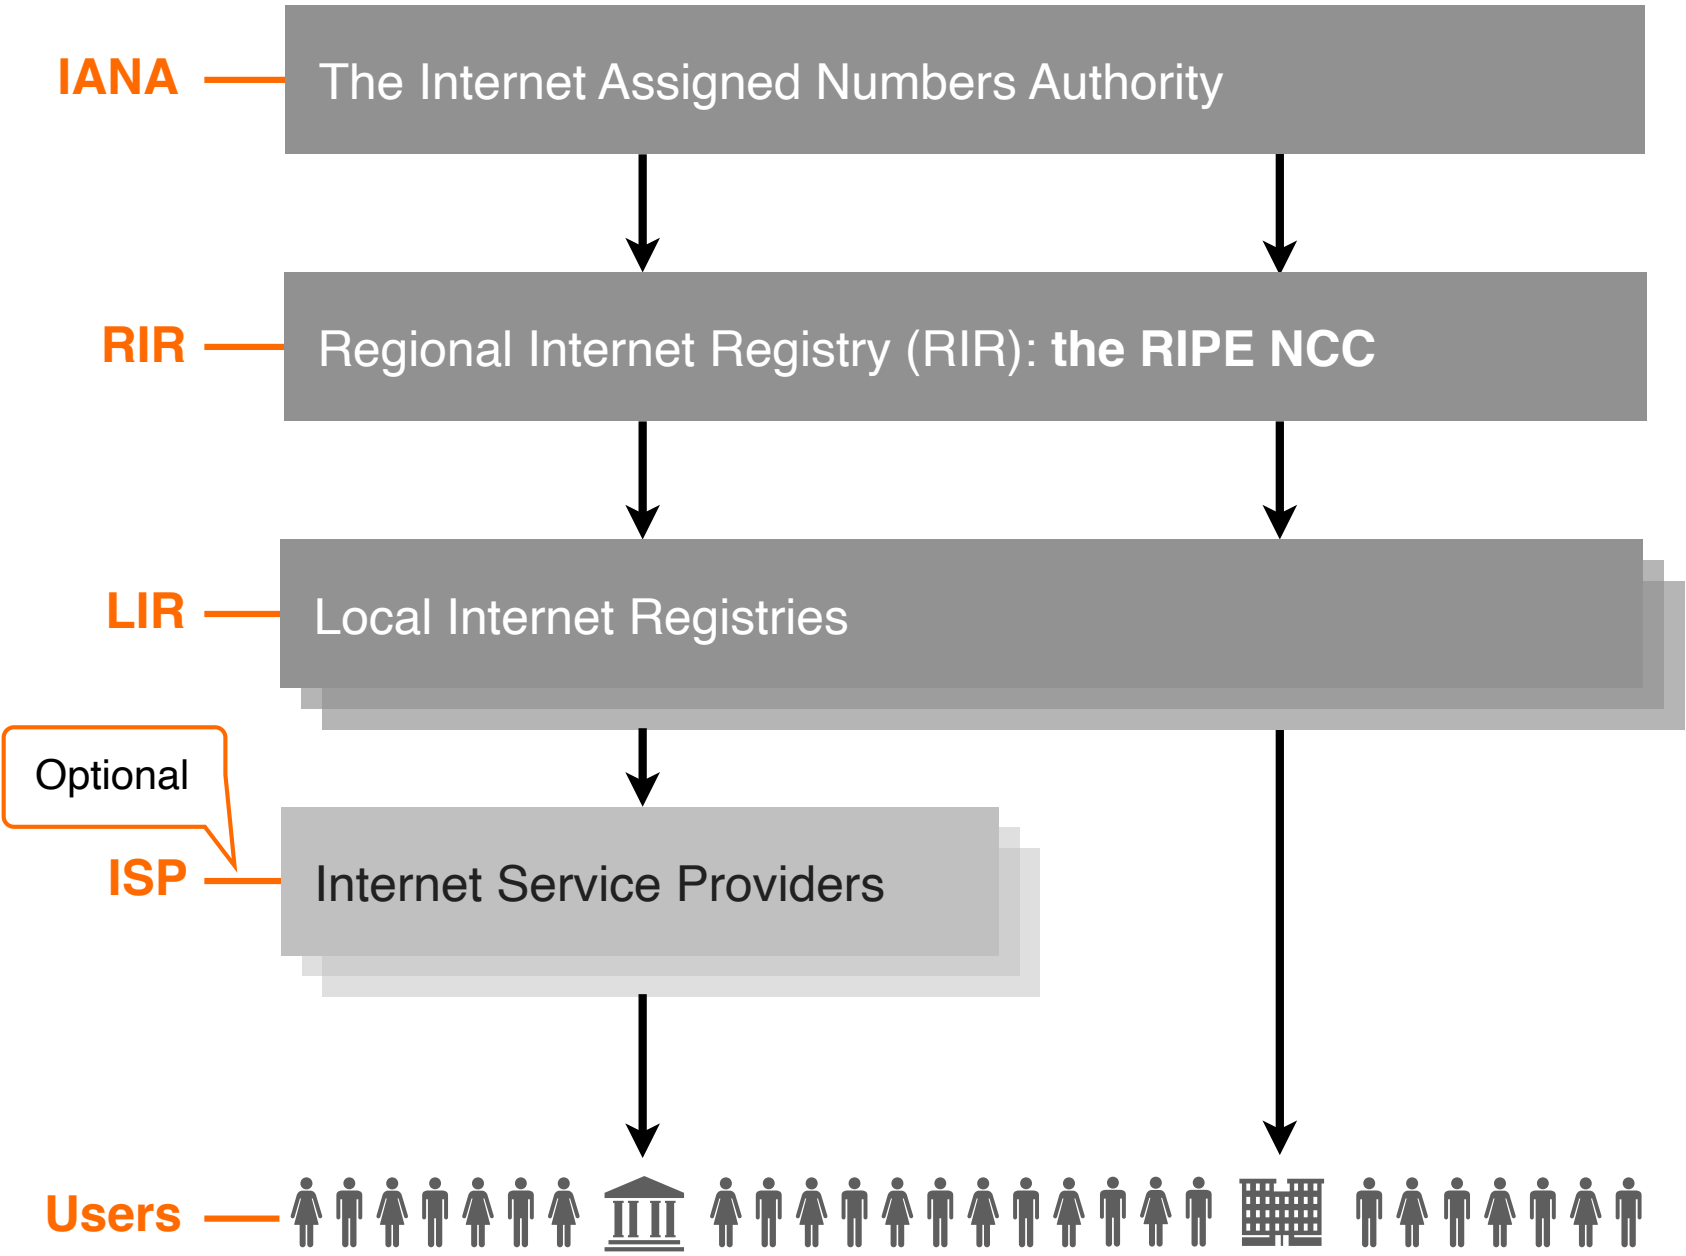 IANA
The Internet Assigned Numbers Authority
RIR
Regional Internet Registry (RIR): the RIPE NCC
LIR
Local Internet Registries
Optional
ISP
Internet Service Providers
Users